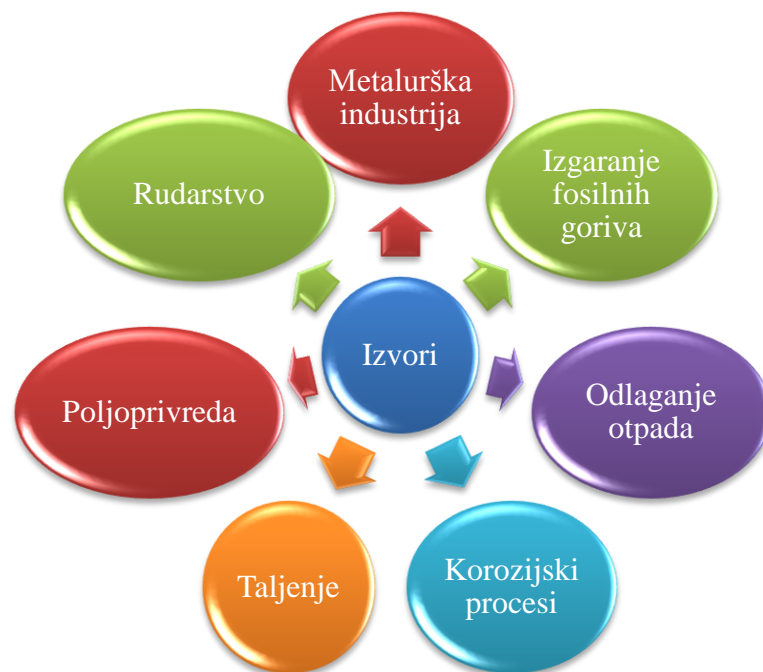 Metalurška
industrija
Izgaranje
fosilnih
goriva
Rudarstvo
Izvori
Odlaganje
otpada
Poljoprivreda
Korozijski
procesi
Taljenje